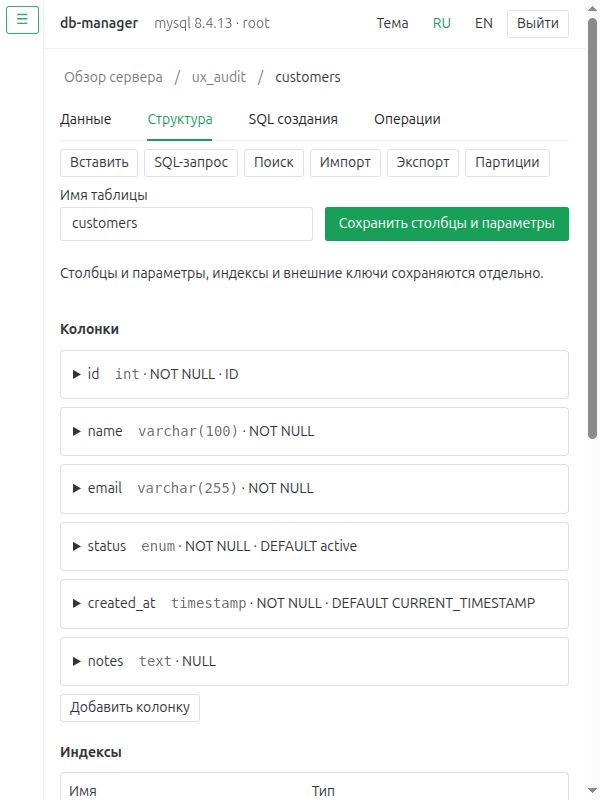 ☰
db-manager mysql 8.4.13 · root Тема RU EN Выйти
Обзор сервера / ux_audit / customers
Данные Структура SQL создания Операции
Вставить SQL-запрос Поиск Импорт Экспорт Партиции
Имя таблицы
customers Сохранить столбцы и параметры
Столбцы и параметры, индексы и внешние ключи сохраняются отдельно.
Колонки
▶ id int · NOT NULL · ID
▶ name varchar(100) · NOT NULL
▶ email varchar(255) · NOT NULL
▶ status enum · NOT NULL · DEFAULT active
▶ created_at timestamp · NOT NULL · DEFAULT CURRENT_TIMESTAMP
▶ notes text · NULL
Добавить колонку
Индексы
Имя Тип